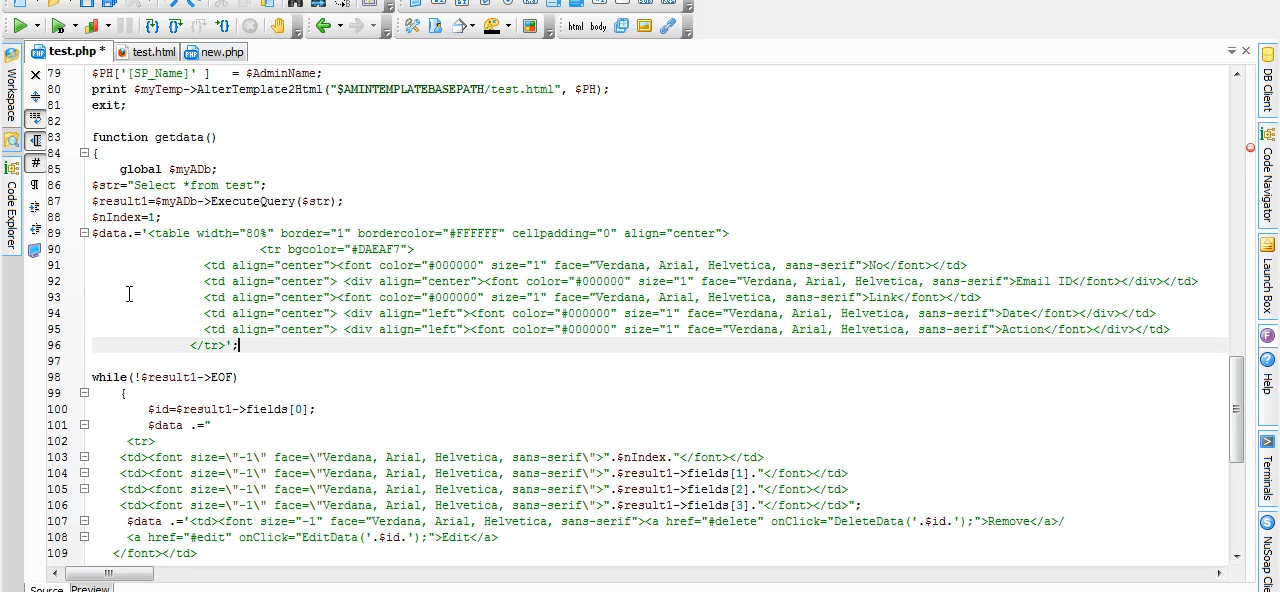 html body
test.php * test.html new.php
79 $PH['[SP_Name]' ] = $AdminName;
80 print $myTemp->AlterTemplate2Html("$AMINTEMPLATEBASEPATH/test.html", $PH);
81 exit;
82
83 function getdata()
84 {
85 global $myADb;
86 $str="Select *from test";
87 $result1=$myADb->ExecuteQuery($str);
88 $nIndex=1;
89 $data.='<table width="80%" border="1" bordercolor="#FFFFFF" cellpadding="0" align="center">
90 <tr bgcolor="#DAEAF7">
91 <td align="center"><font color="#000000" size="1" face="Verdana, Arial, Helvetica, sans-serif">No</font></td>
92 <td align="center"> <div align="center"><font color="#000000" size="1" face="Verdana, Arial, Helvetica, sans-serif">Email ID</font></div></td>
93 <td align="center"><font color="#000000" size="1" face="Verdana, Arial, Helvetica, sans-serif">Link</font></td>
94 <td align="center"> <div align="left"><font color="#000000" size="1" face="Verdana, Arial, Helvetica, sans-serif">Date</font></div></td>
95 <td align="center"> <div align="left"><font color="#000000" size="1" face="Verdana, Arial, Helvetica, sans-serif">Action</font></div></td>
96 </tr>';
97
98 while(!$result1->EOF)
99 {
100 $id=$result1->fields[0];
101 $data .="
102 <tr>
103 <td><font size=\"-1\" face=\"Verdana, Arial, Helvetica, sans-serif\">".$nIndex."</font></td>
104 <td><font size=\"-1\" face=\"Verdana, Arial, Helvetica, sans-serif\">".$result1->fields[1]."</font></td>
105 <td><font size=\"-1\" face=\"Verdana, Arial, Helvetica, sans-serif\">".$result1->fields[2]."</font></td>
106 <td><font size=\"-1\" face=\"Verdana, Arial, Helvetica, sans-serif\">".$result1->fields[3]."</font></td>";
107 $data .='<td><font size="-1" face="Verdana, Arial, Helvetica, sans-serif"><a href="#delete" onClick="DeleteData('.$id.');">Remove</a>/
108 <a href="#edit" onClick="EditData('.$id.');">Edit</a>
109 </font></td>
Source Preview
Workspace
Code Explorer
DB Client
Code Navigator
Launch Box
Help
Terminals
NuSoap